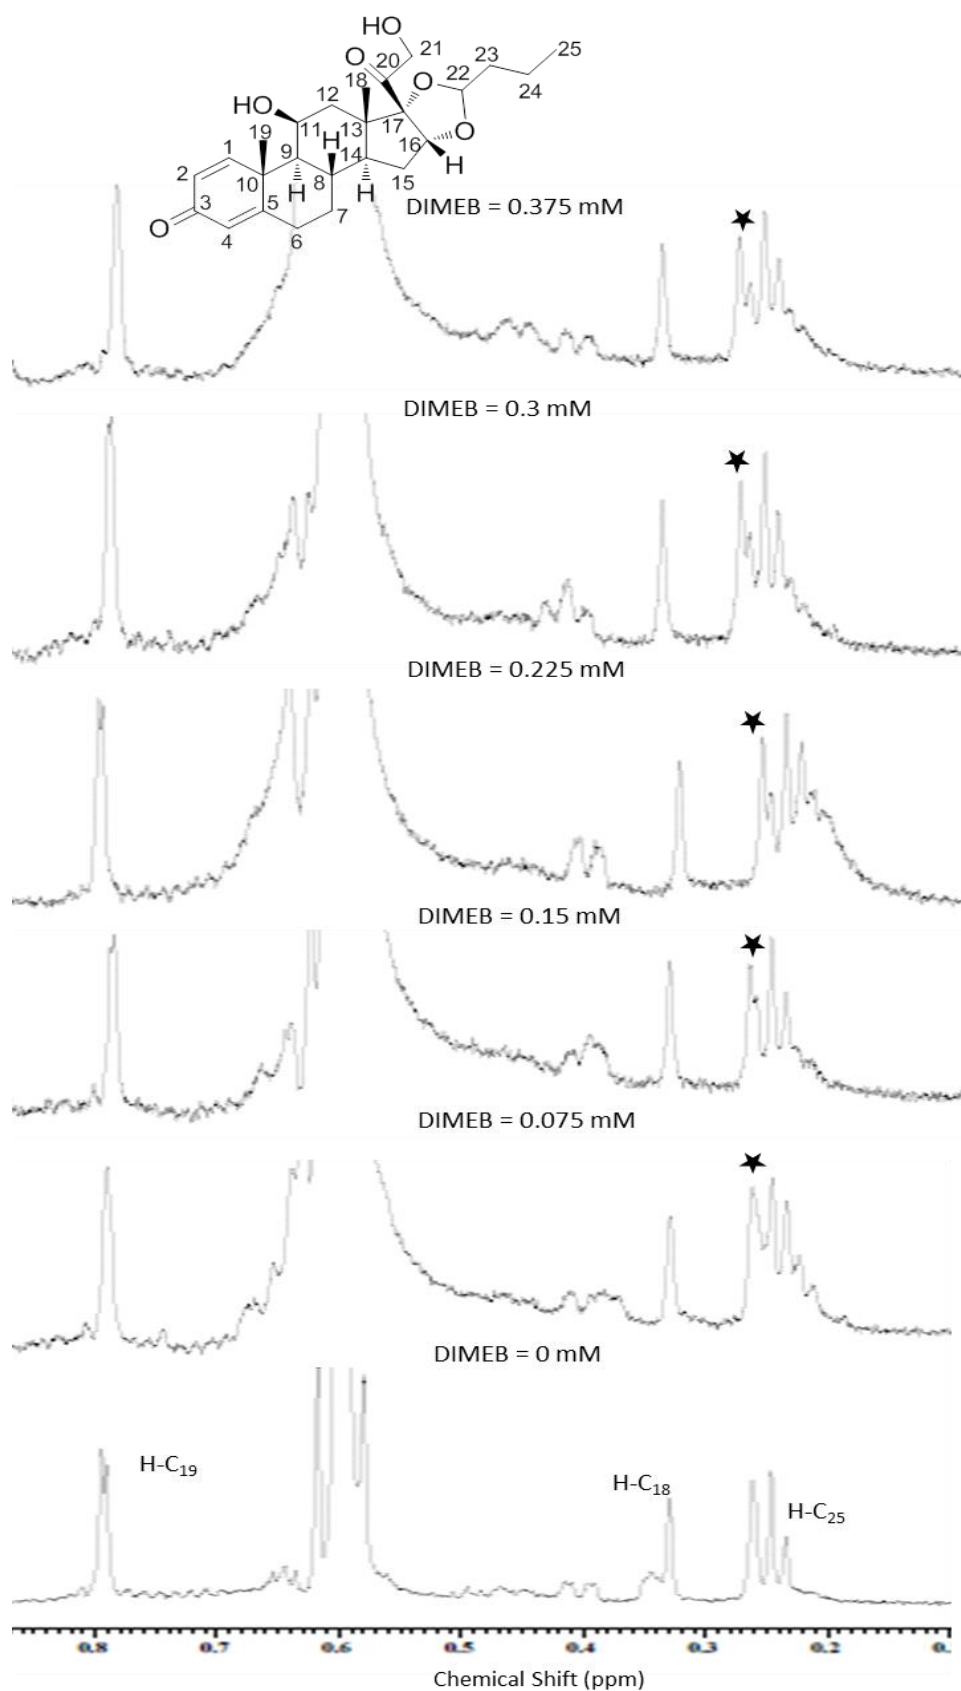 HO
21
25
20
23
O
18
22
O
24
12
17
HO
11
13
O
19
H
16
1
9
14
H
2
10
8
15
H
H
3
5
7
O
4
6
DIMEB = 0.375 mM
DIMEB = 0.3 mM
DIMEB = 0.225 mM
DIMEB = 0.15 mM
DIMEB = 0.075 mM
DIMEB = 0 mM
H-C19
H-C18
H-C25
0.8 0.7 0.6 0.5 0.4 0.3 0.2
Chemical Shift (ppm)